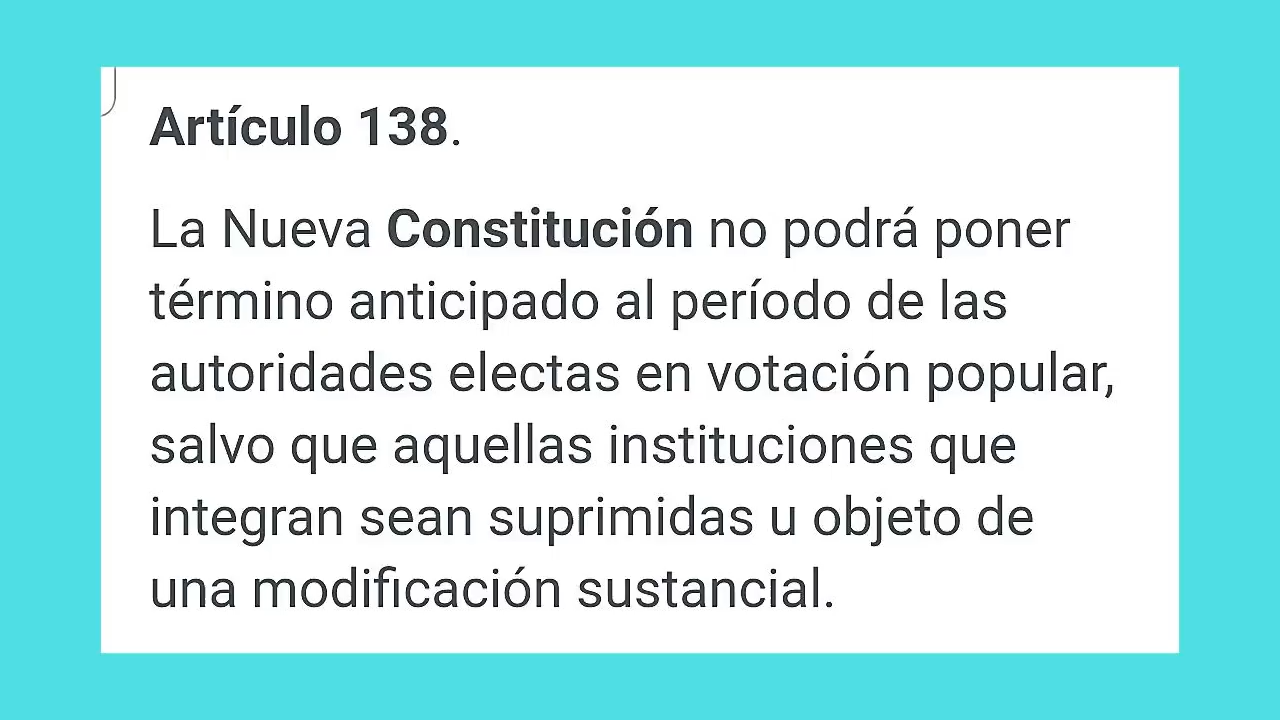 Artículo 138.
La Nueva Constitución no podrá poner
término anticipado al período de las
autoridades electas en votación popular,
salvo que aquellas instituciones que
integran sean suprimidas u objeto de
una modificación sustancial.